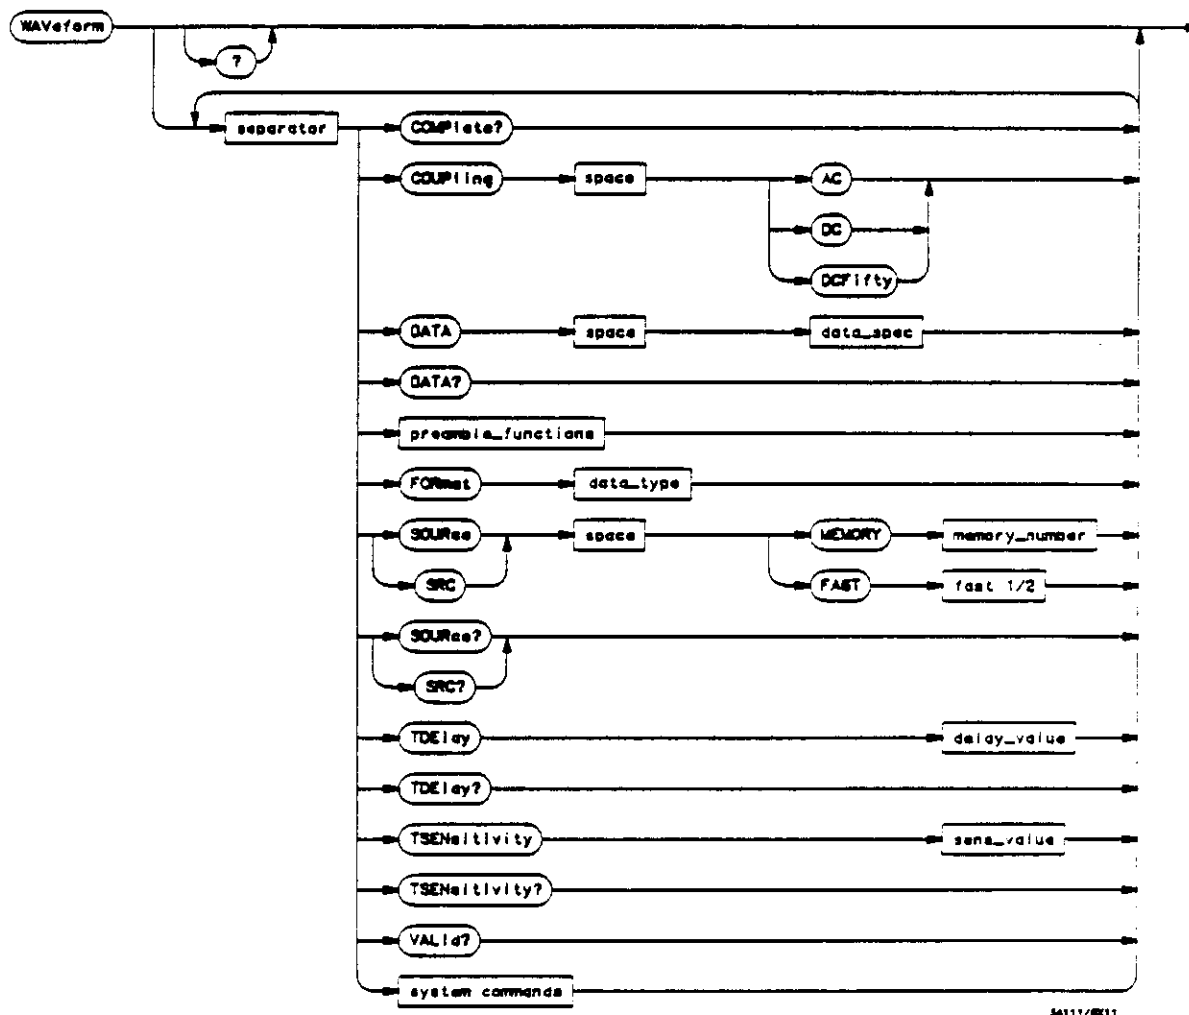 WAVeform
?
separator
COMPlete?
COUPling space AC
DC
DCFifty
DATA space data_spec
DATA?
preamble_functions
FORmat data_type
SOURce space MEMORY memory_number
SRC FAST fast 1/2
SOURce?
SRC?
TDElay delay_value
TDElay?
TSENsitivity sens_value
TSENsitivity?
VALid?
system commands